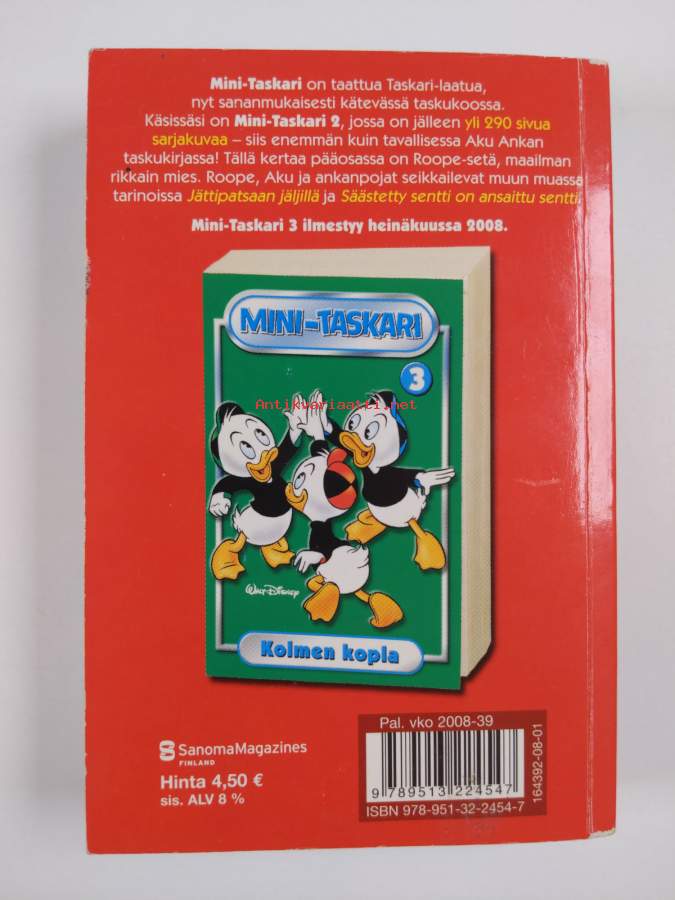 Mini-Taskari on taattua Taskari-laatua,
nyt sananmukaisesti kätevässä taskukoossa.
Käsissäsi on Mini-Taskari 2, jossa on jälleen yli 290 sivua
sarjakuvaa – siis enemmän kuin tavallisessa Aku Ankan
taskukirjassa! Tällä kertaa pääosassa on Roope-setä, maailman
rikkain mies. Roope, Aku ja ankanpojat seikkailevat muun muassa
tarinoissa Jättipatsaan jäljillä ja Säästetty sentti on ansaittu sentti.
Mini-Taskari 3 ilmestyy heinäkuussa 2008.
MINI-TASKARI
3
Antikvariaatti.net
WALT DISNEY
Kolmen kopla
SanomaMagazines
FINLAND
Hinta 4,50 €
sis. ALV 8 %
Pal. vko 2008-39
9 789513 224547
ISBN 978-951-32-2454-7
164392-08-01